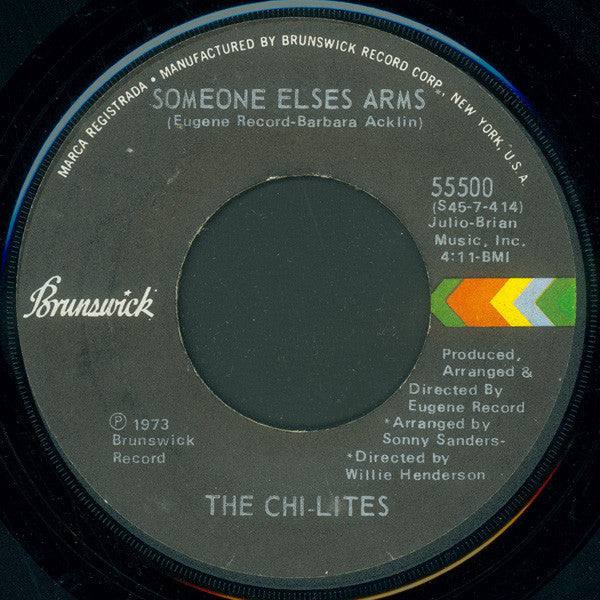 MARCA REGISTRADA • MANUFACTURED BY BRUNSWICK RECORD CORP., NEW YORK, U.S.A.
SOMEONE ELSES ARMS *
(Eugene Record-Barbara Acklin)
55500
(S45-7-414)
Julio-Brian
Music, Inc.
4:11-BMI
Brunswick
Produced,
Arranged &
Directed By
Eugene Record
*Arranged by
Sonny Sanders-
*Directed by
Willie Henderson
℗ 1973
Brunswick
Record
THE CHI-LITES